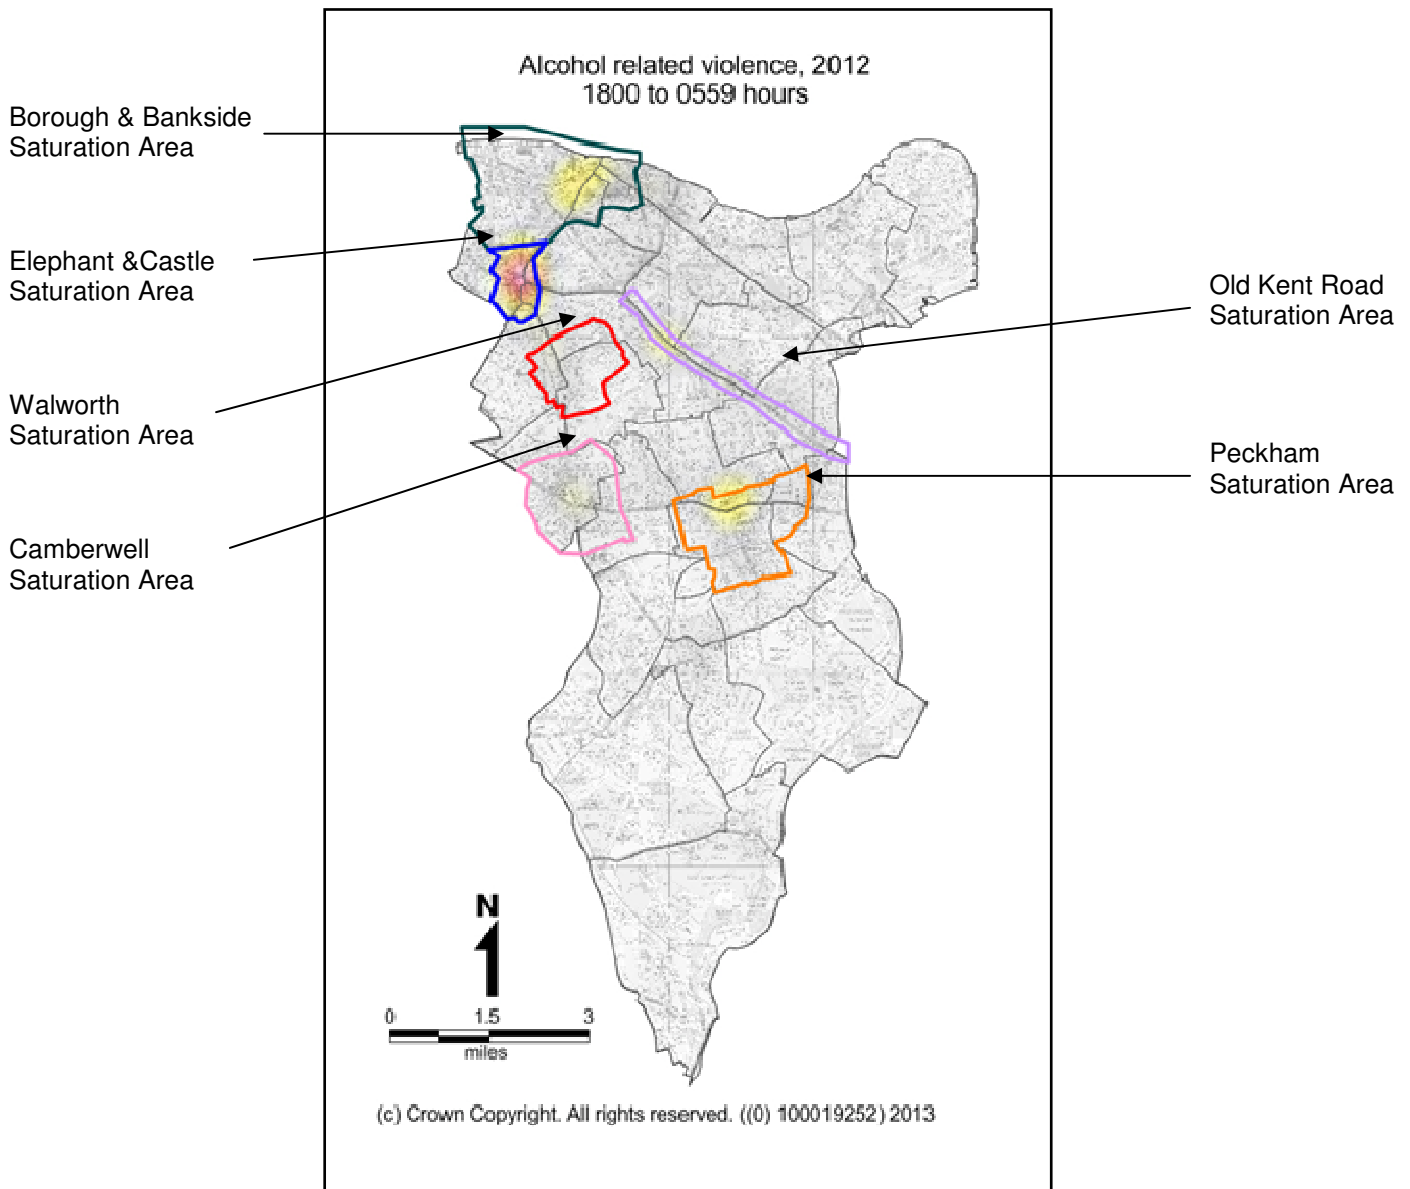 Alcohol related violence, 2012
1800 to 0559 hours
Borough & Bankside
Saturation Area
Elephant &Castle
Saturation Area
Walworth
Saturation Area
Camberwell
Saturation Area
Old Kent Road
Saturation Area
Peckham
Saturation Area
N
0 1.5 3
miles
(c) Crown Copyright. All rights reserved. ((0) 100019252) 2013